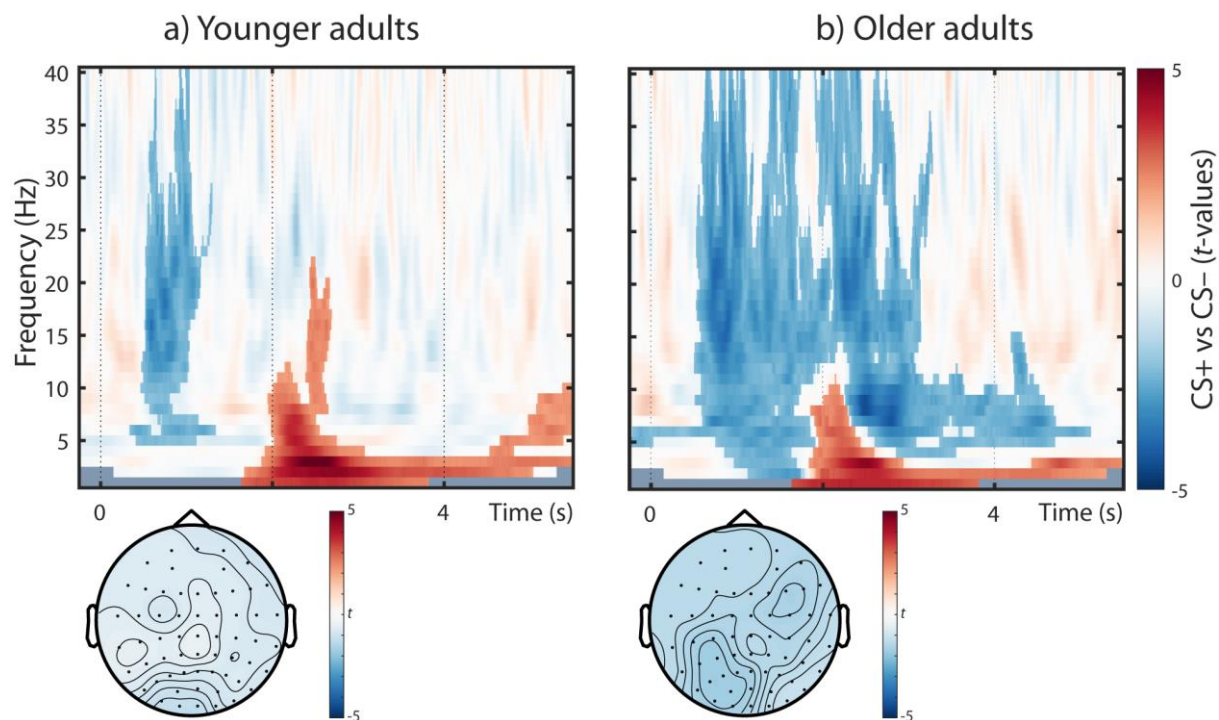 a) Younger adults
b) Older adults
40
35
30
25
20
15
10
5
Frequency (Hz)
0
4
Time (s)
0
4
Time (s)
5
0
-5
CS+ vs CS− (t-values)
5
t
-5
5
t
-5